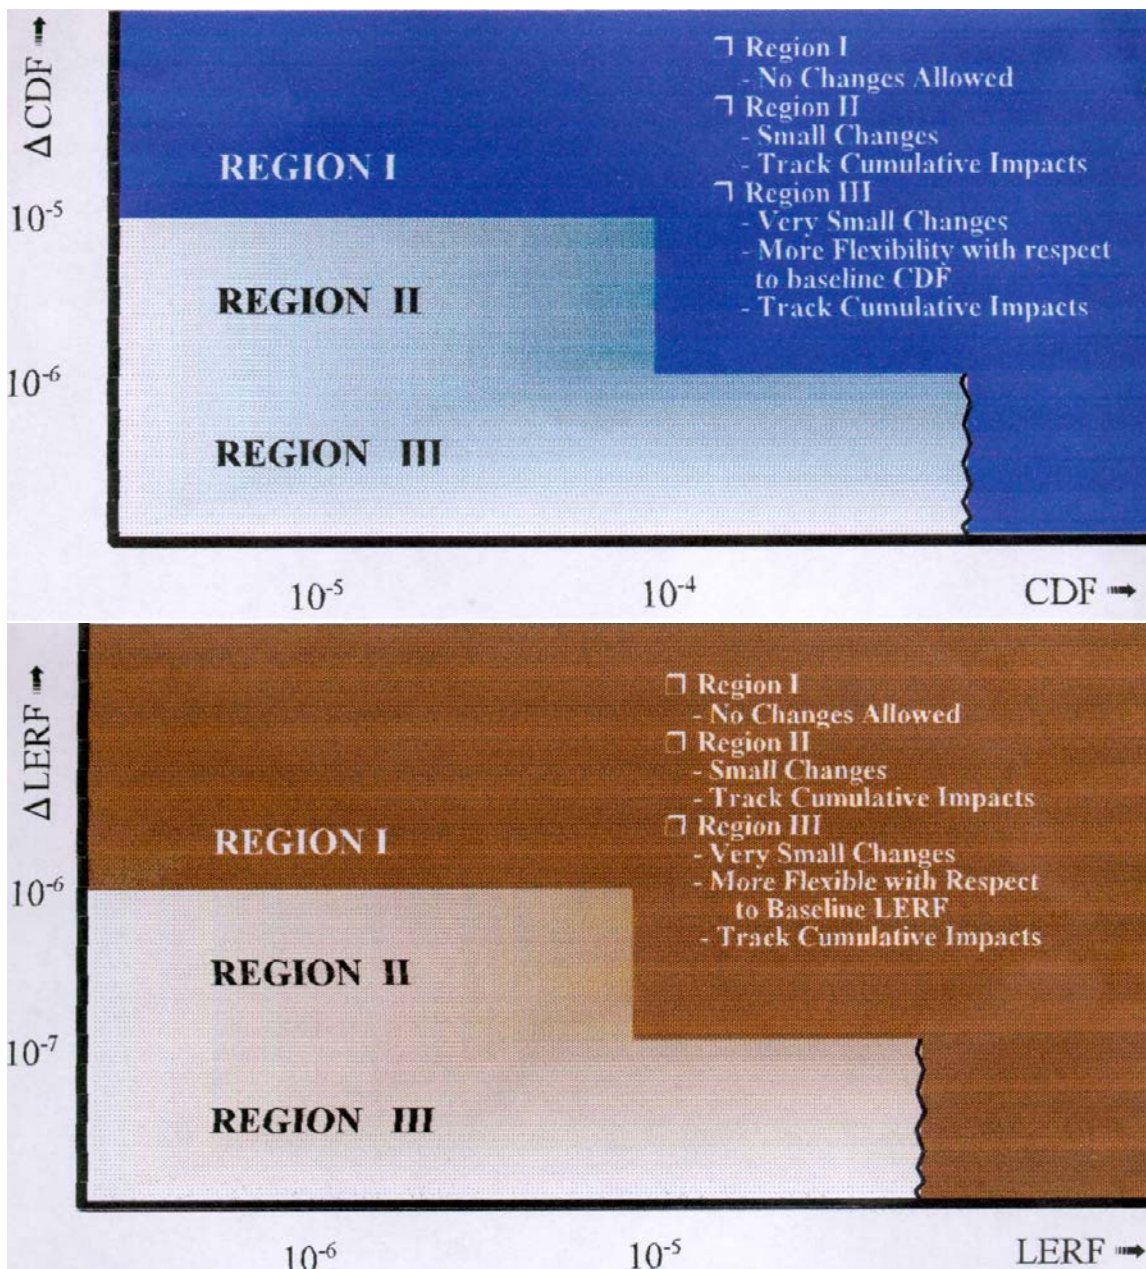 ΔCDF →
❒ Region I
- No Changes Allowed
❒ Region II
- Small Changes
- Track Cumulative Impacts
❒ Region III
- Very Small Changes
- More Flexibility with respect
to baseline CDF
- Track Cumulative Impacts
REGION I
10⁻⁵
REGION II
10⁻⁶
REGION III
10⁻⁵ 10⁻⁴ CDF →
ΔLERF →
❒ Region I
- No Changes Allowed
❒ Region II
- Small Changes
- Track Cumulative Impacts
❒ Region III
- Very Small Changes
- More Flexible with Respect
to Baseline LERF
- Track Cumulative Impacts
REGION I
10⁻⁶
REGION II
10⁻⁷
REGION III
10⁻⁶ 10⁻⁵ LERF →